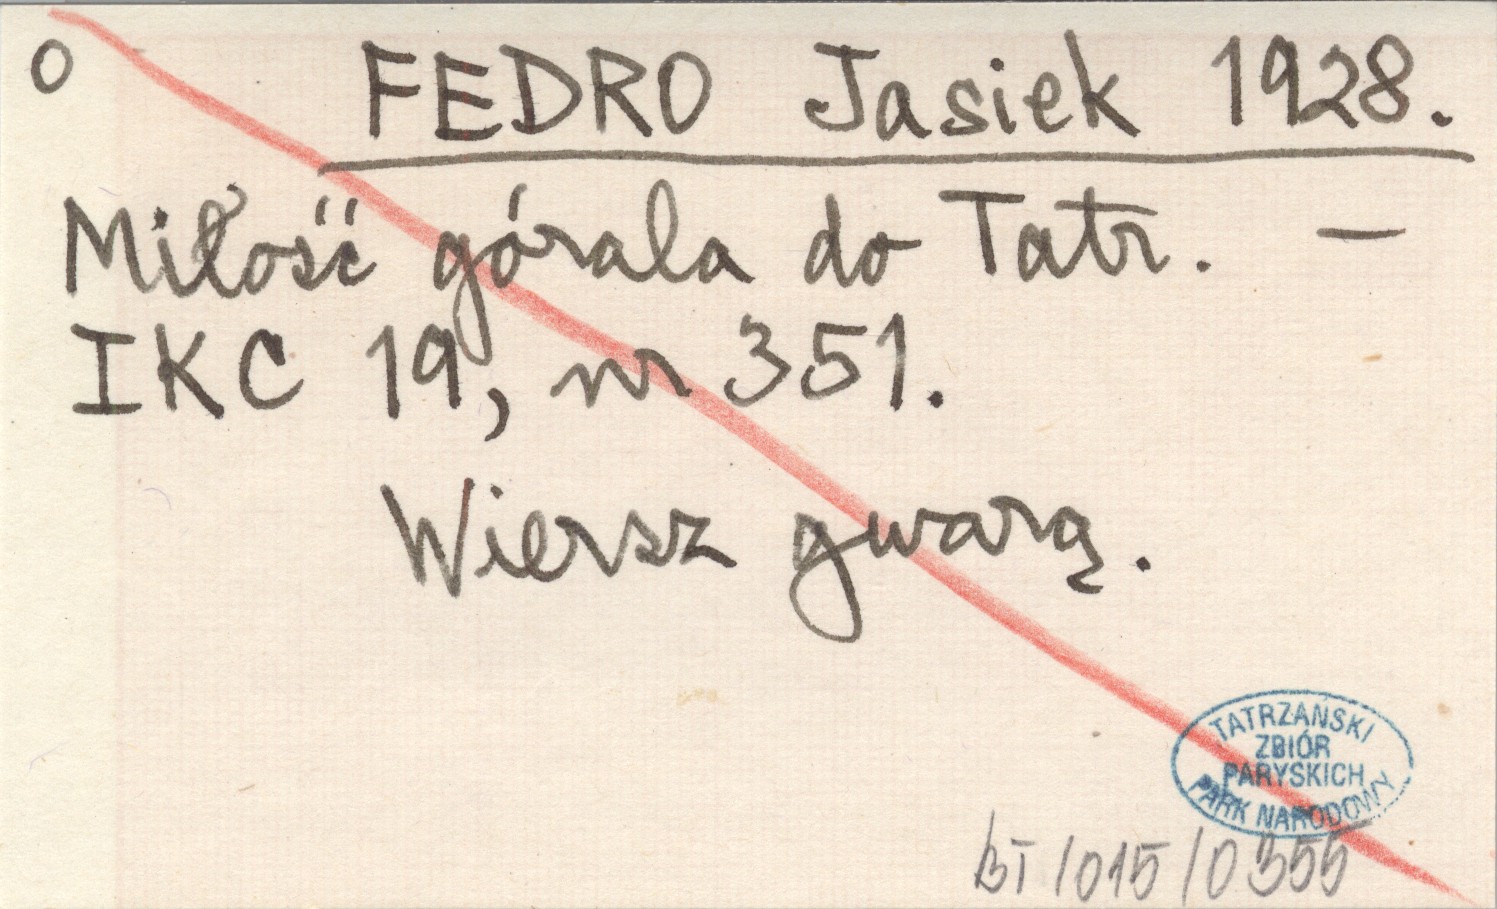 O FEDRO Jasiek 1928.
Miłość górala do Tatr. —
IKC 19, nr 351.
Wiersz gwarą.
TATRZAŃSKI
ZBIÓR
PARYSKICH
PARK NARODOWY
BT/015/0355